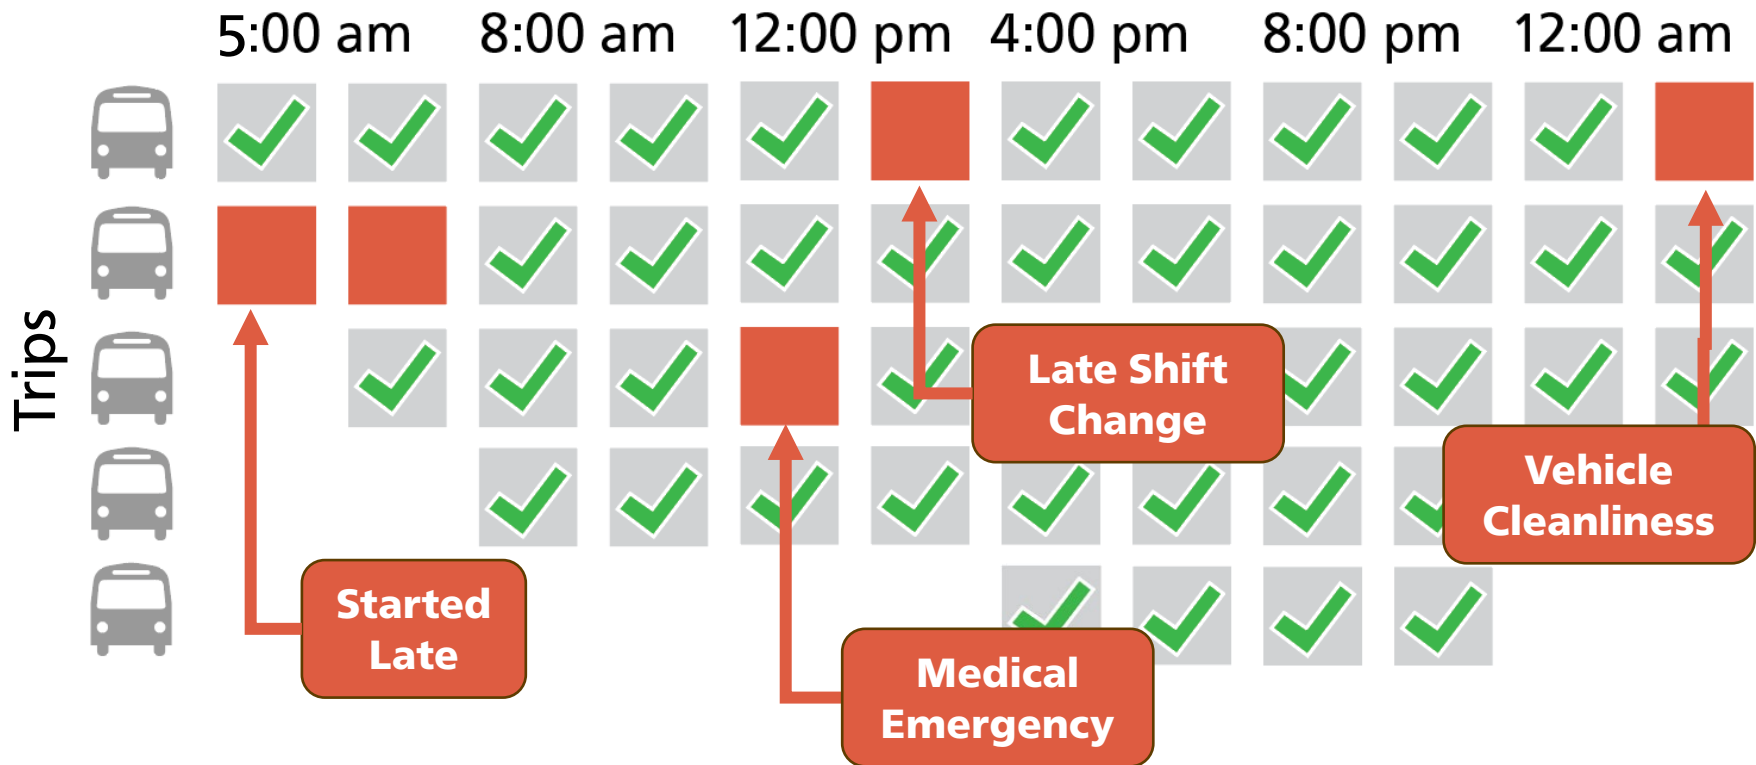 5:00 am 8:00 am 12:00 pm 4:00 pm 8:00 pm 12:00 am
Trips
Late Shift
Change
Vehicle
Cleanliness
Started
Late
Medical
Emergency